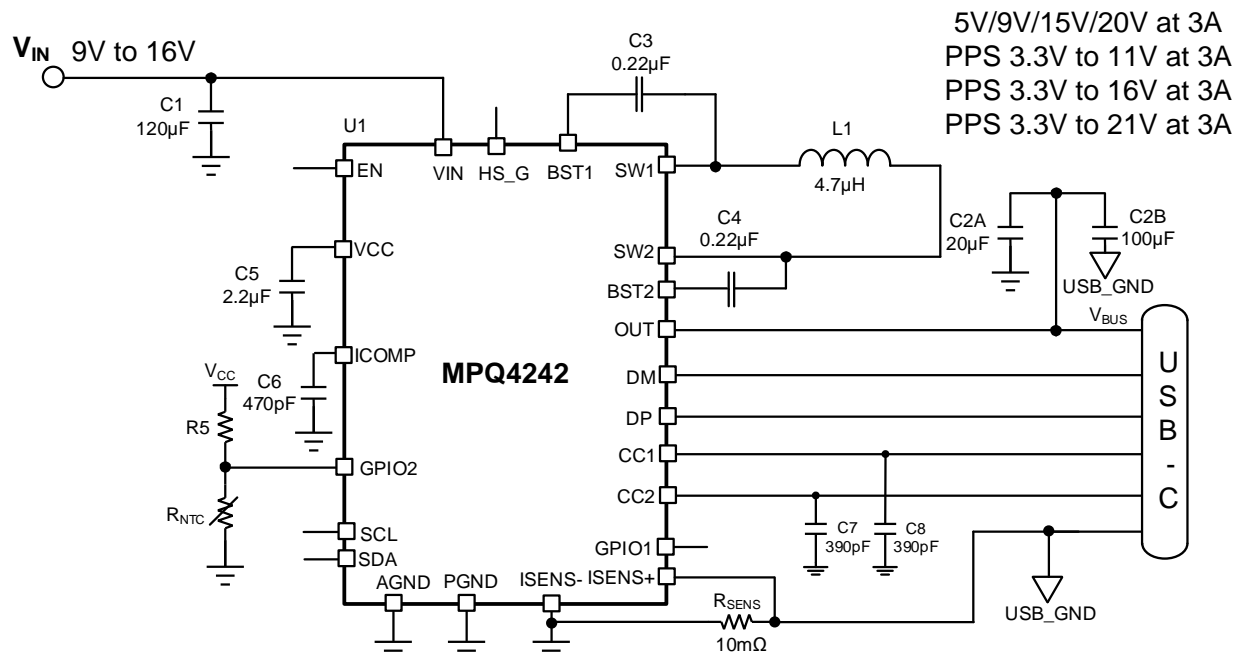 5V/9V/15V/20V at 3A
PPS 3.3V to 11V at 3A
PPS 3.3V to 16V at 3A
PPS 3.3V to 21V at 3A
VIN 9V to 16V
C1
120µF
C3
0.22µF
U1
EN
VIN
HS_G
BST1
SW1
L1
4.7µH
C4
0.22µF
C2A
20µF
C2B
100µF
USB_GND
VCC
C5
2.2µF
SW2
BST2
OUT
VBUS
ICOMP
C6
470pF
MPQ4242
VCC
R5
DM
DP
CC1
CC2
USB-C
GPIO2
RNTC
SCL
SDA
C7
390pF
C8
390pF
GPIO1
AGND
PGND
ISENS-
ISENS+
RSENS
10mΩ
USB_GND